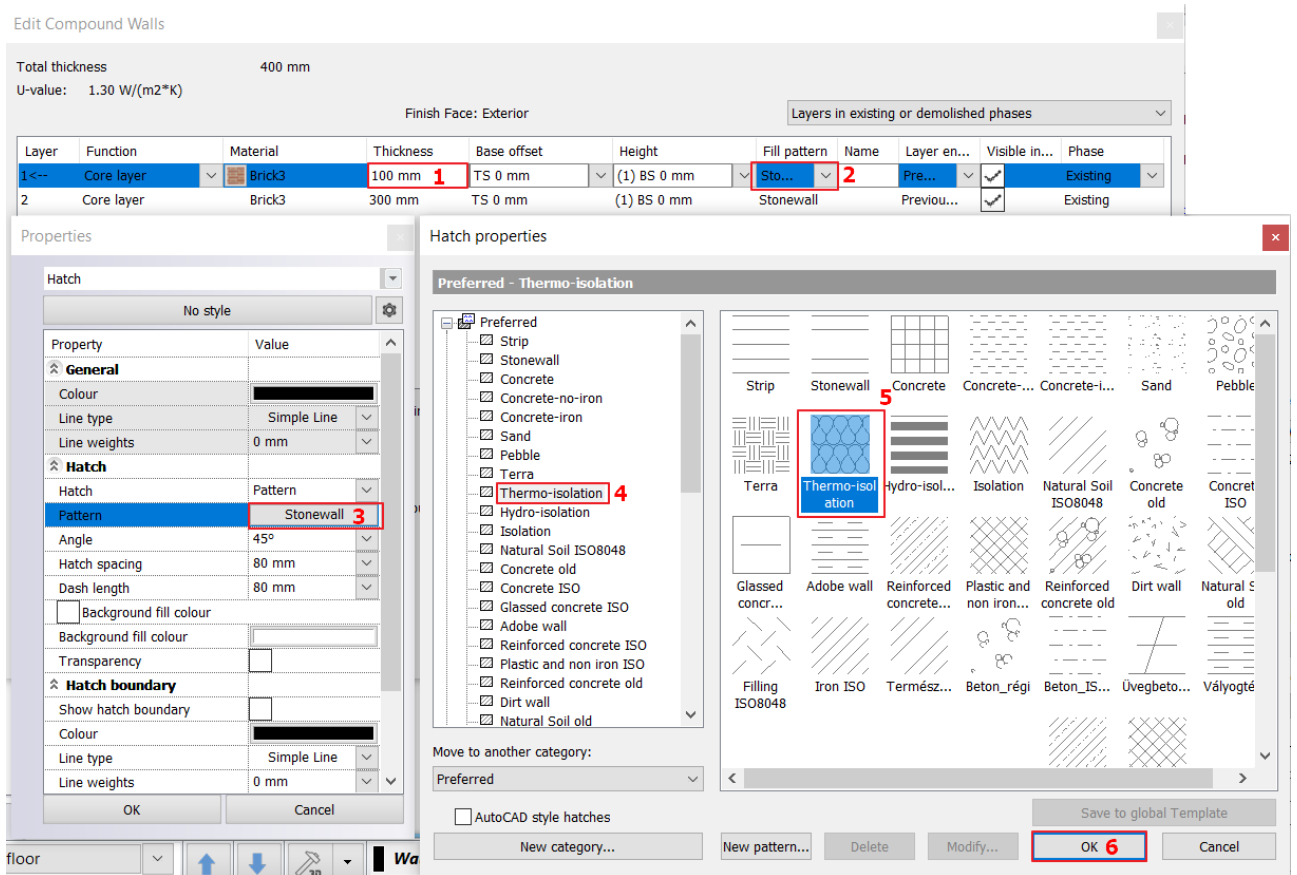 Edit Compound Walls
Total thickness 400 mm
U-value: 1.30 W/(m2*K)
Finish Face: Exterior
Layers in existing or demolished phases
Layer Function Material Thickness Base offset Height Fill pattern Name Layer en... Visible in... Phase
1<-- Core layer Brick3 100 mm 1 TS 0 mm (1) BS 0 mm Sto... 2 Pre... Existing
2 Core layer Brick3 300 mm TS 0 mm (1) BS 0 mm Stonewall Previou... Existing
Properties
Hatch
No style
Property Value
General
Colour
Line type Simple Line
Line weights 0 mm
Hatch
Hatch Pattern
Pattern Stonewall 3
Angle 45°
Hatch spacing 80 mm
Dash length 80 mm
Background fill colour
Background fill colour
Transparency
Hatch boundary
Show hatch boundary
Colour
Line type Simple Line
Line weights 0 mm
OK Cancel
floor
3D
Hatch properties
Preferred - Thermo-isolation
Preferred
Strip
Stonewall
Concrete
Concrete-no-iron
Concrete-iron
Sand
Pebble
Terra
Thermo-isolation 4
Hydro-isolation
Isolation
Natural Soil ISO8048
Concrete old
Concrete ISO
Glassed concrete ISO
Adobe wall
Reinforced concrete ISO
Plastic and non iron ISO
Reinforced concrete old
Dirt wall
Natural Soil old
Move to another category:
Preferred
AutoCAD style hatches
New category...
Strip Stonewall Concrete Concrete-... Concrete-i... Sand Pebble
5
Terra Thermo-isol Hydro-isol... Isolation Natural Soil Concrete Concret
ation ISO8048 old ISO
Glassed Adobe wall Reinforced Plastic and Reinforced Dirt wall Natural S
concr... concrete... non iron... concrete old old
Filling Iron ISO Termész... Beton_régi Beton_IS... Üvegbeto... Vályogté
ISO8048
Save to global Template
New pattern... Delete Modify... OK 6 Cancel